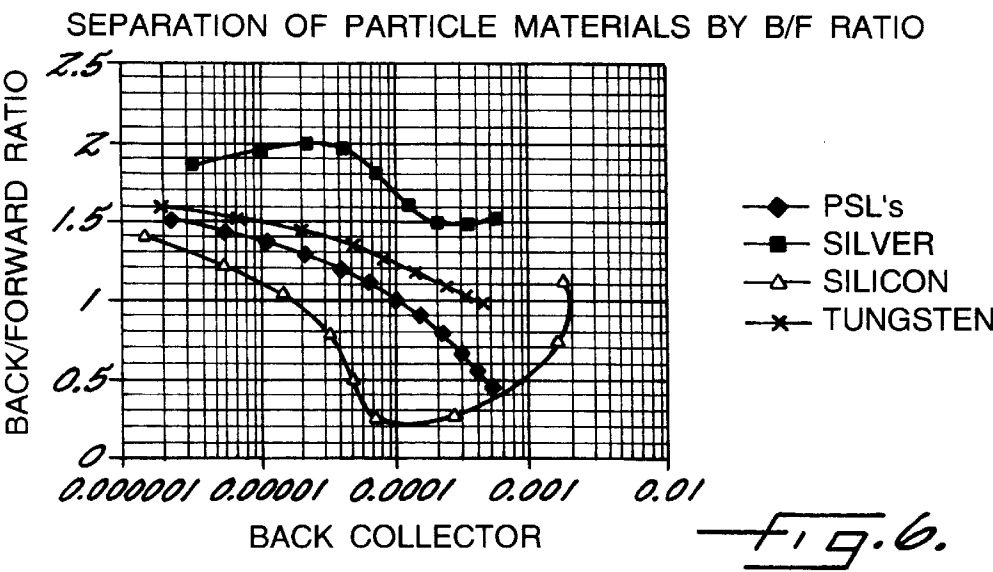 SEPARATION OF PARTICLE MATERIALS BY B/F RATIO
BACK/FORWARD RATIO
2.5
2
1.5
1
0.5
0
0.000001 0.00001 0.0001 0.001 0.01
BACK COLLECTOR
PSL's
SILVER
SILICON
TUNGSTEN
Fig.6.